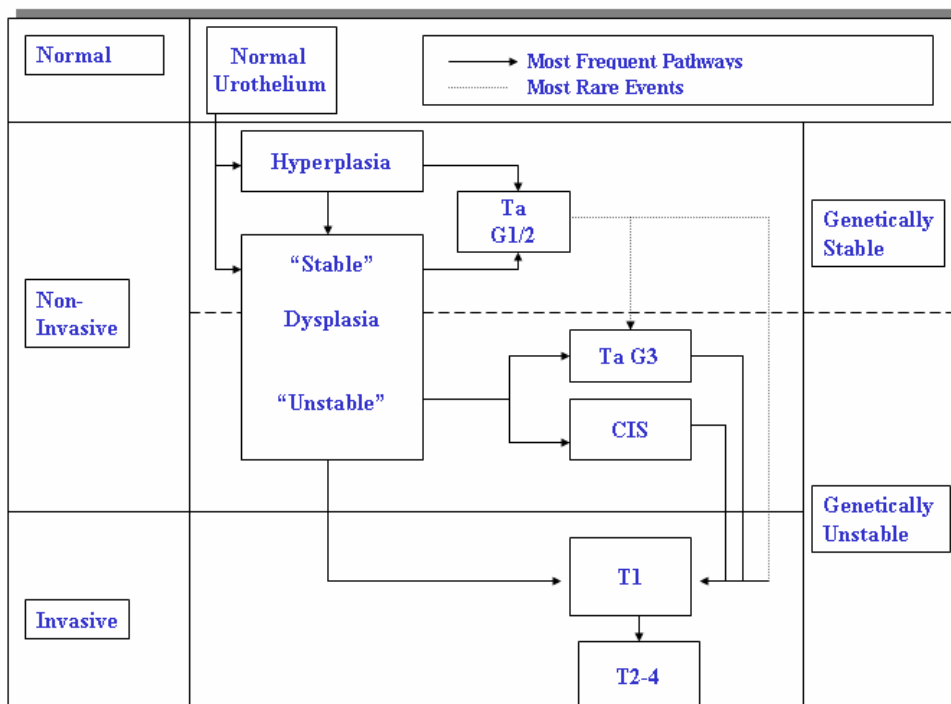 Normal
Normal
Urothelium
Most Frequent Pathways
Most Rare Events
Hyperplasia
Ta
G1/2
Genetically
Stable
“Stable”
Non-
Invasive
Dysplasia
Ta G3
“Unstable”
CIS
Genetically
Unstable
T1
Invasive
T2-4